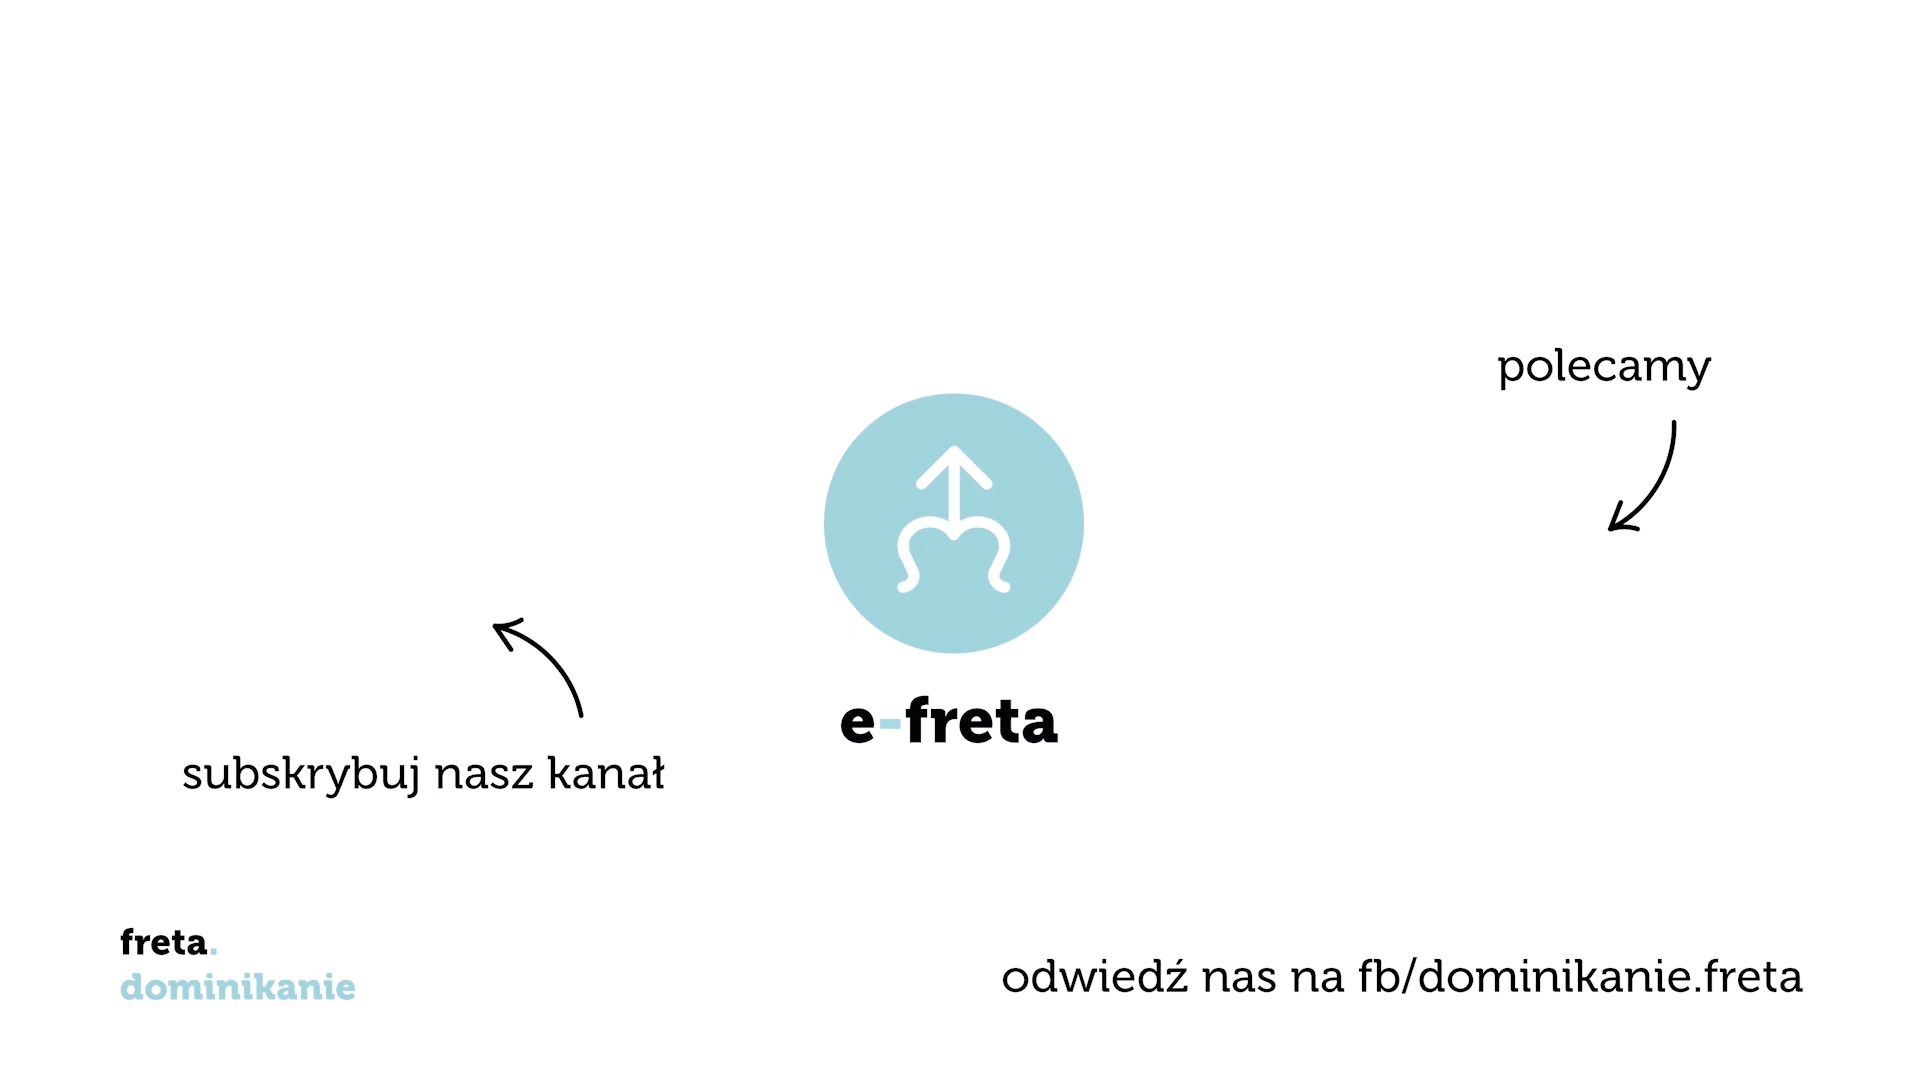 polecamy
e-freta
subskrybuj nasz kanał
freta.
dominikanie
odwiedź nas na fb/dominikanie.freta